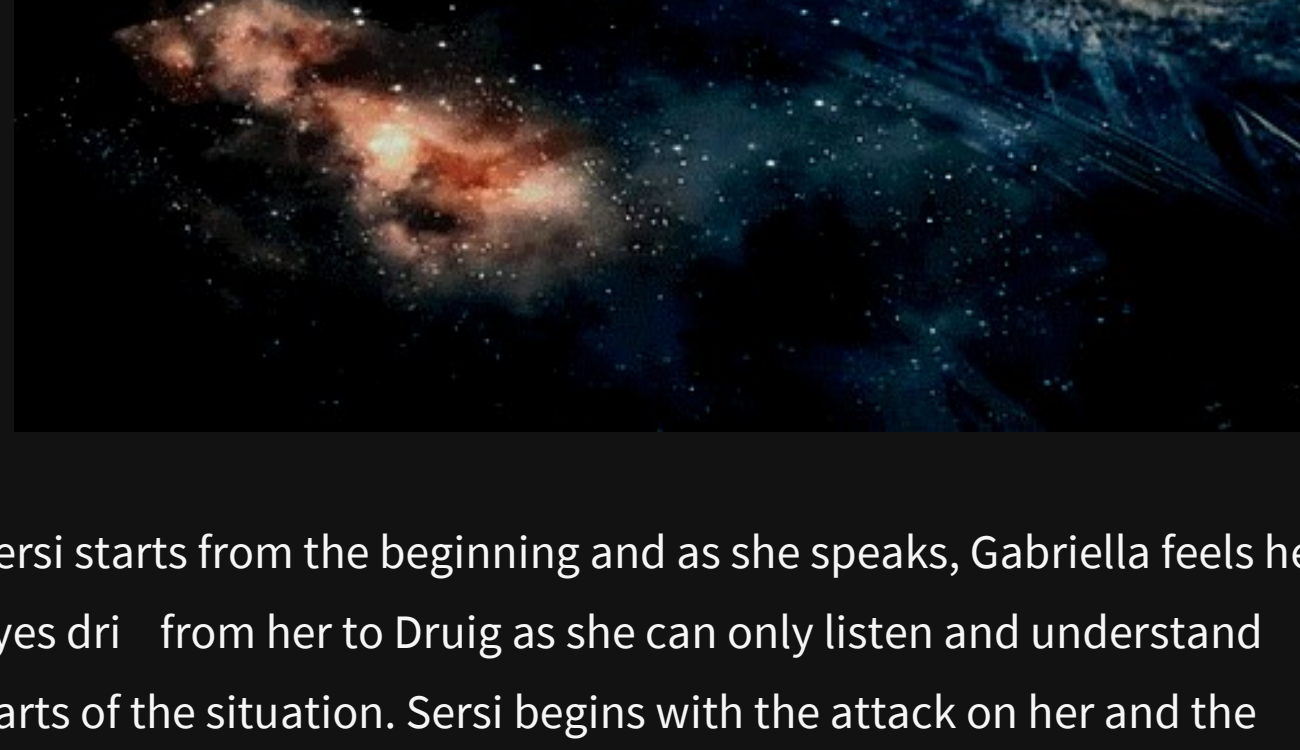 ersi starts from the beginning and as she speaks, Gabriella feels he
yes dri from her to Druig as she can only listen and understand
arts of the situation. Sersi begins with the attack on her and the